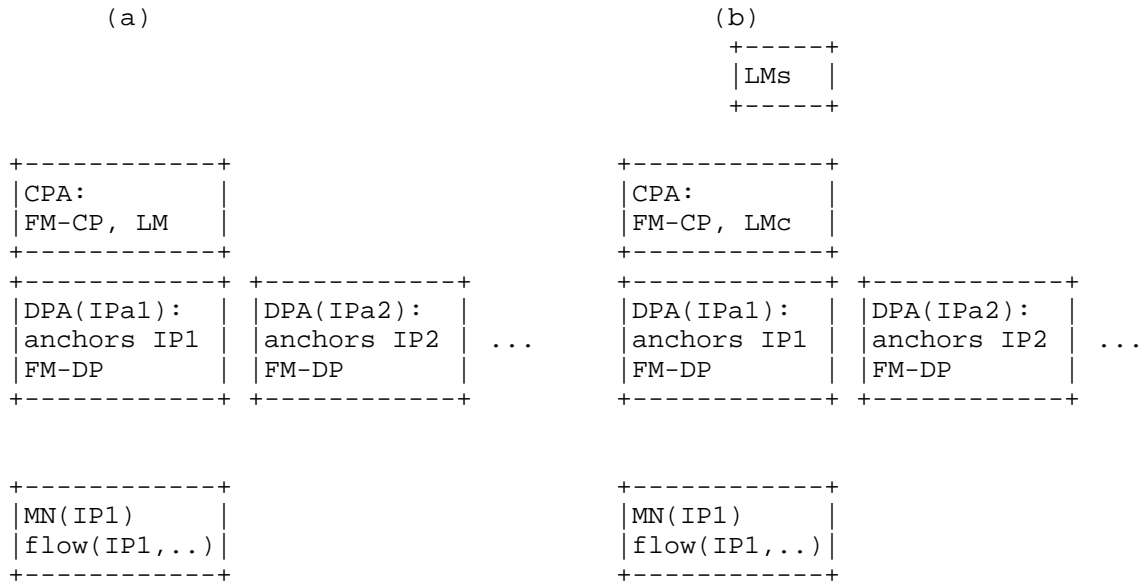 (a) (b)
LMs
CPA: CPA:
FM-CP, LM FM-CP, LMc
DPA(IPa1): DPA(IPa2): DPA(IPa1): DPA(IPa2):
anchors IP1 anchors IP2 ... anchors IP1 anchors IP2 ...
FM-DP FM-DP FM-DP FM-DP
MN(IP1) MN(IP1)
flow(IP1,..) flow(IP1,..)